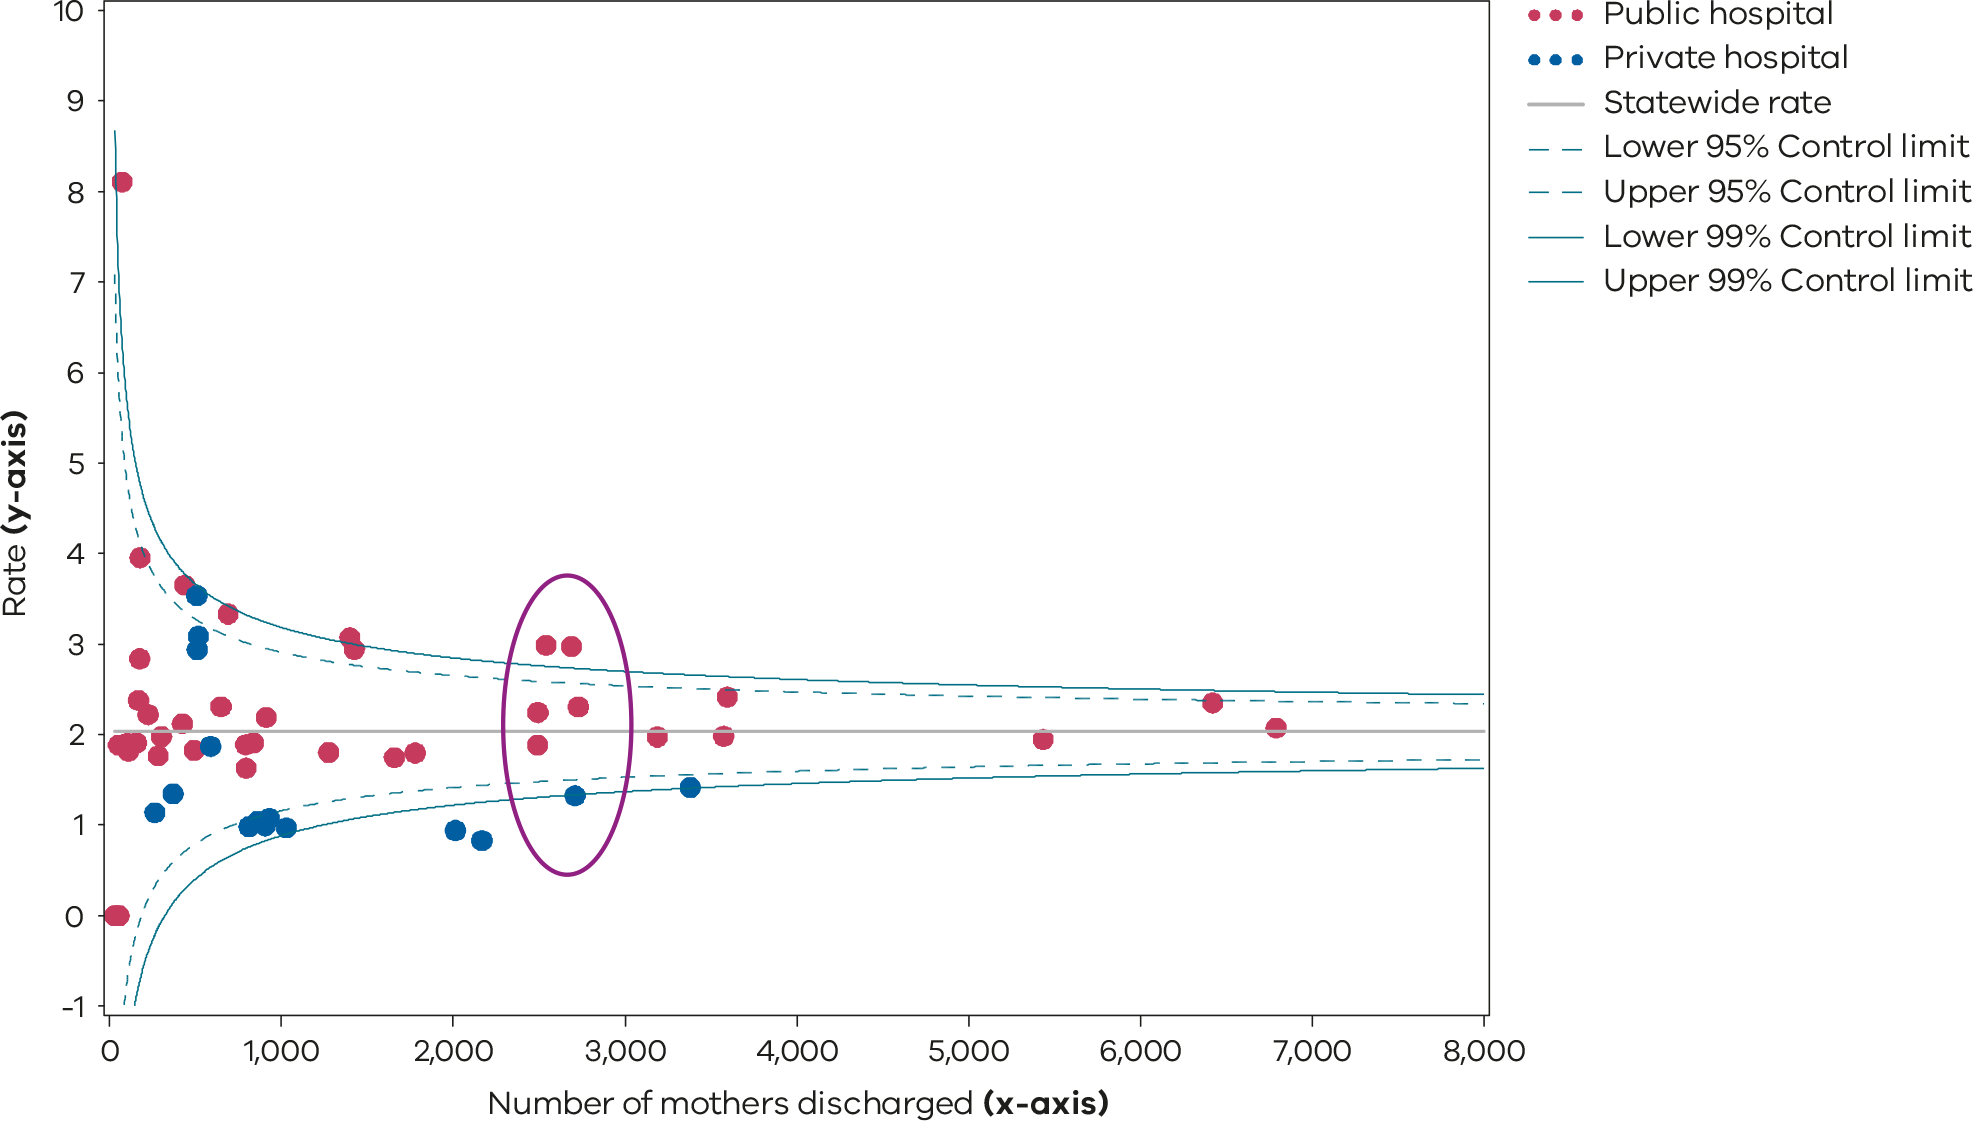 10
9
8
7
6
5
4
3
2
1
0
-1
Rate (y-axis)
0 1,000 2,000 3,000 4,000 5,000 6,000 7,000 8,000
Number of mothers discharged (x-axis)
Public hospital
Private hospital
Statewide rate
Lower 95% Control limit
Upper 95% Control limit
Lower 99% Control limit
Upper 99% Control limit